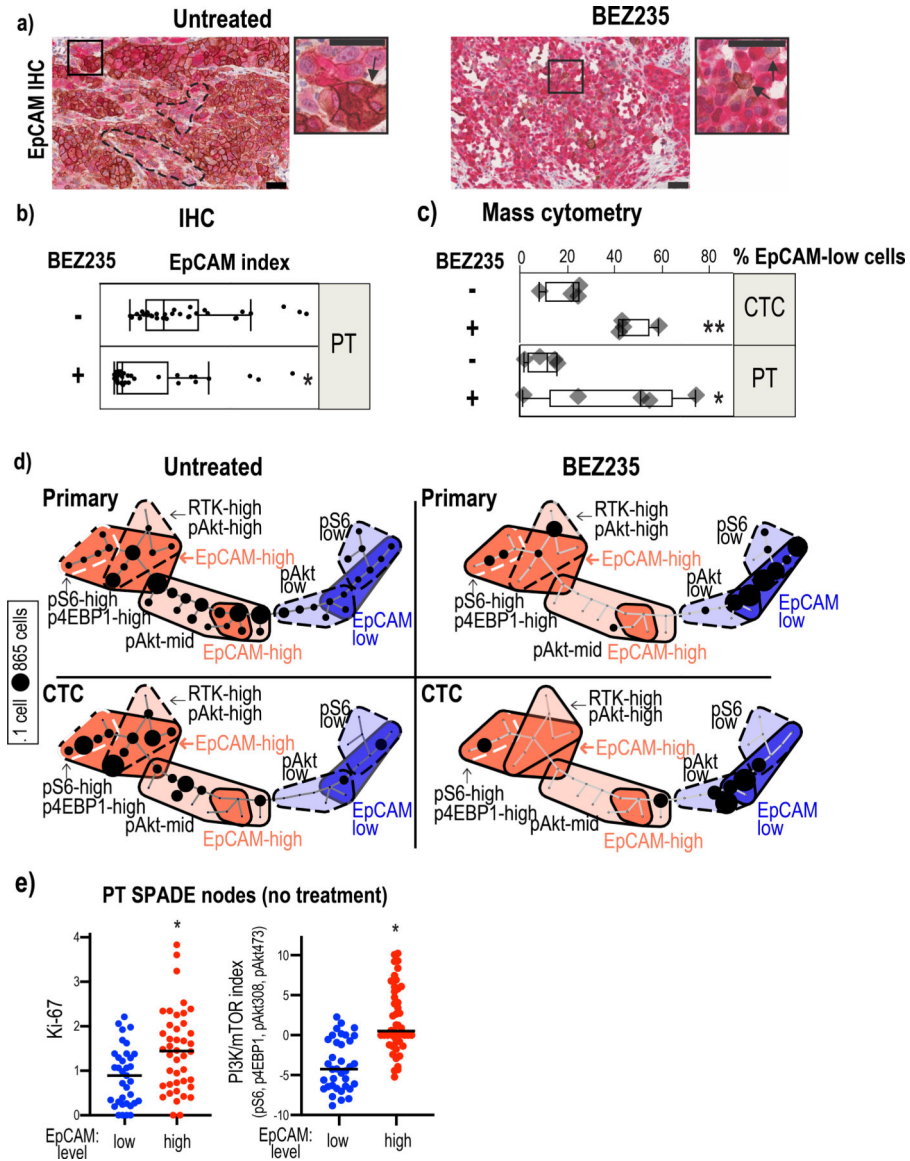 a)
Untreated
BEZ235
EpCAM IHC
b)
IHC
BEZ235
EpCAM index
-
+
*
PT
c)
Mass cytometry
BEZ235
0 20 40 60 80
% EpCAM-low cells
-
+
**
CTC
-
+
*
PT
d)
Untreated
BEZ235
.1 cell 865 cells
Primary
RTK-high
pAkt-high
EpCAM-high
pS6-high
p4EBP1-high
pAkt-mid
EpCAM-high
pAkt
low
pS6
low
EpCAM
low
Primary
RTK-high
pAkt-high
EpCAM-high
pS6-high
p4EBP1-high
pAkt-mid
EpCAM-high
pAkt
low
pS6
low
EpCAM
low
CTC
RTK-high
pAkt-high
EpCAM-high
pS6-high
p4EBP1-high
pAkt-mid
EpCAM-high
pAkt
low
pS6
low
EpCAM
low
CTC
RTK-high
pAkt-high
EpCAM-high
pS6-high
p4EBP1-high
pAkt-mid
EpCAM-high
pAkt
low
pS6
low
EpCAM
low
e)
PT SPADE nodes (no treatment)
*
Ki-67
4
3
2
1
0
EpCAM:
level
low
high
*
PI3K/mTOR index
(pS6, p4EBP1, pAkt308, pAkt473)
10
5
0
-5
-10
EpCAM:
level
low
high